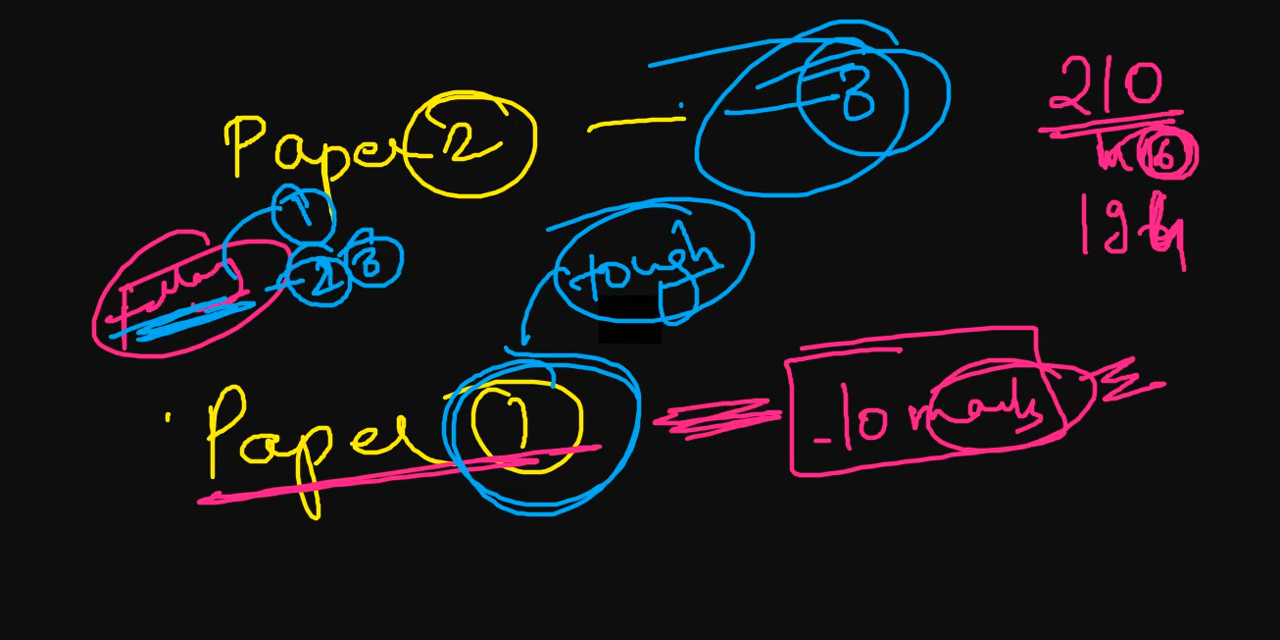 Paper 2 — 3
210
16
1
2 3
tough
Paper 1
-10 marks